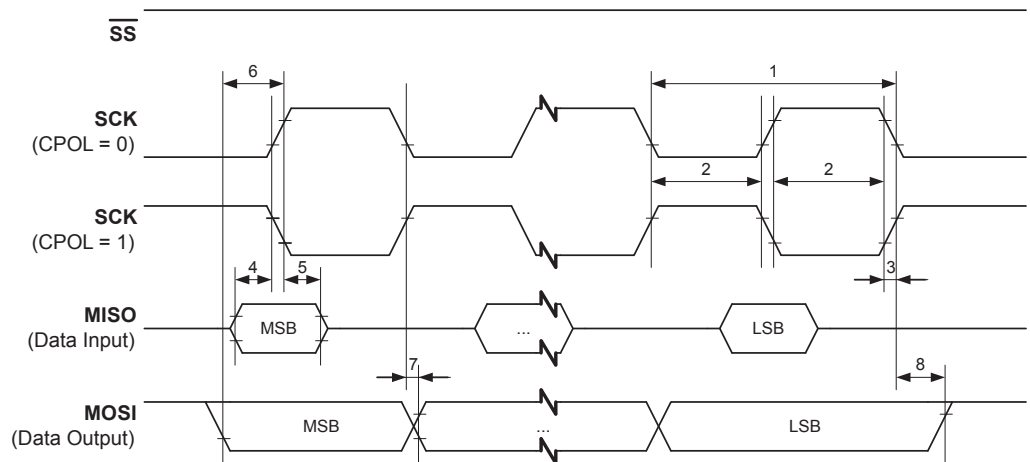 SS
6
1
SCK
(CPOL = 0)
2
2
SCK
(CPOL = 1)
4
5
3
MISO
(Data Input)
MSB
...
LSB
7
8
MOSI
(Data Output)
MSB
...
LSB